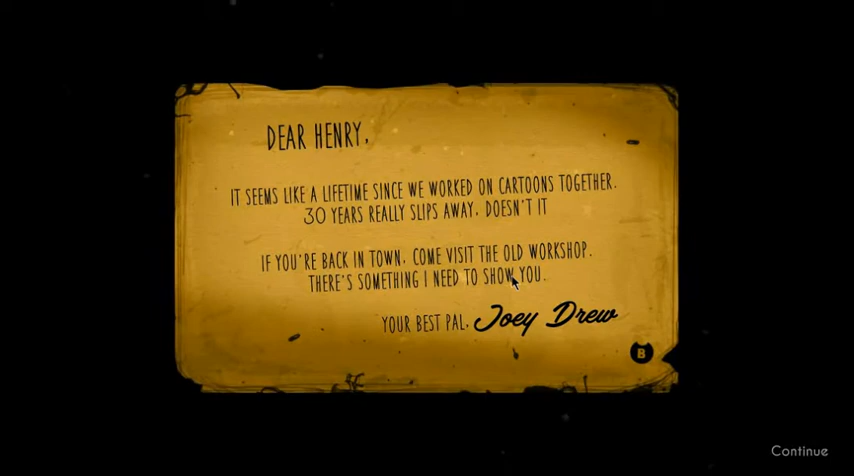 DEAR HENRY,
IT SEEMS LIKE A LIFETIME SINCE WE WORKED ON CARTOONS TOGETHER.
30 YEARS REALLY SLIPS AWAY, DOESN'T IT
IF YOU'RE BACK IN TOWN, COME VISIT THE OLD WORKSHOP.
THERE'S SOMETHING I NEED TO SHOW YOU.
YOUR BEST PAL, Joey Drew
B
Continue